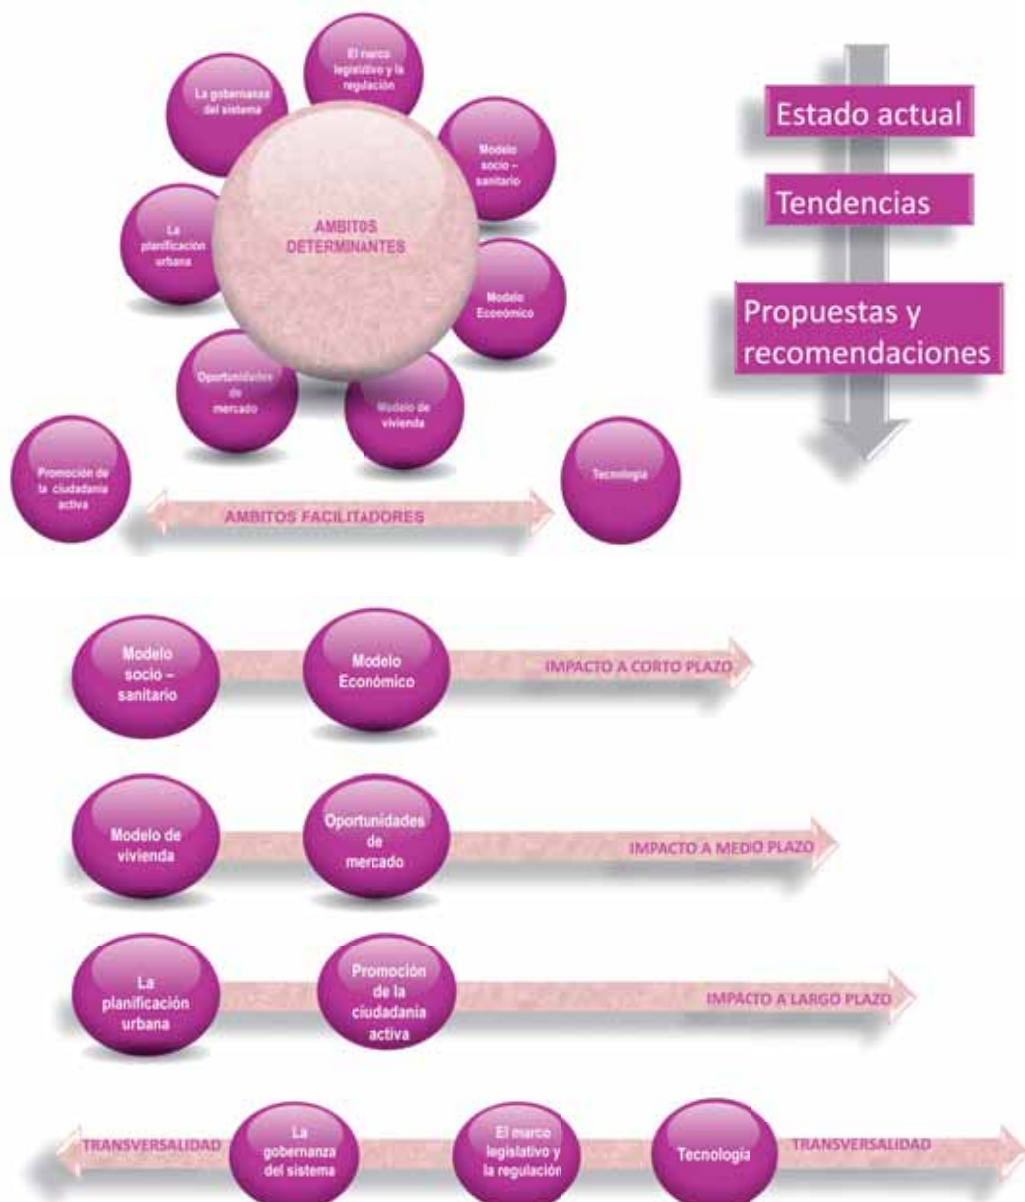 El marco
legislativo y la
regulación
La gobernanza
del sistema
Modelo
socio –
sanitario
La
planificación
urbana
AMBITOS
DETERMINANTES
Modelo
Económico
Oportunidades
de
mercado
Modelo de
vivienda
Promoción de
la ciudadanía
activa
AMBITOS FACILITADORES
Tecnología
Estado actual
Tendencias
Propuestas y
recomendaciones
Modelo
socio –
sanitario
Modelo
Económico
IMPACTO A CORTO PLAZO
Modelo de
vivienda
Oportunidades
de
mercado
IMPACTO A MEDIO PLAZO
La
planificación
urbana
Promoción
de la
ciudadanía
activa
IMPACTO A LARGO PLAZO
TRANSVERSALIDAD
La
gobernanza
del sistema
El marco
legislativo y
la regulación
Tecnología
TRANSVERSALIDAD